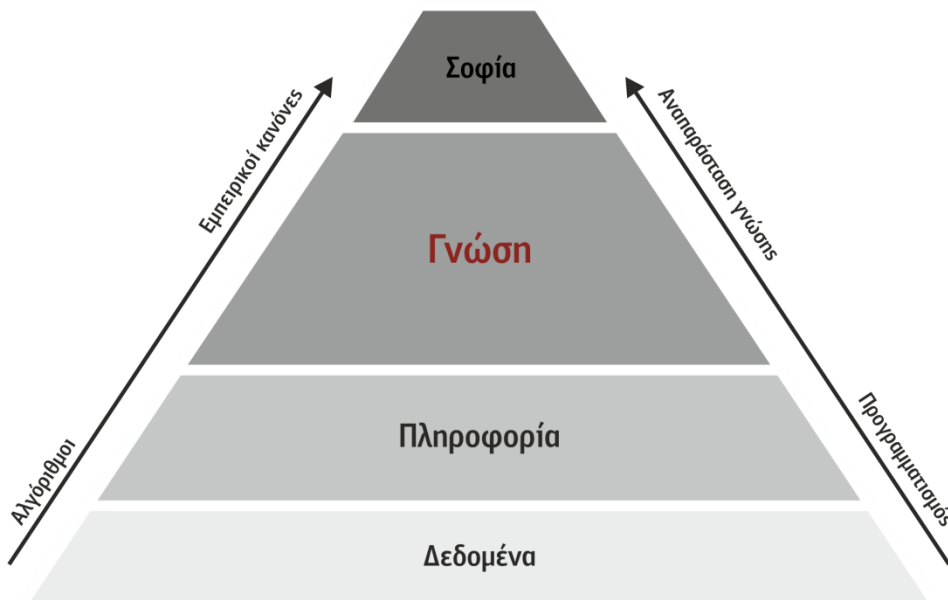 Σοφία
Εμπειρικοί κανόνες
Αναπαράσταση γνώσης
Γνώση
Πληροφορία
Αλγόριθμοι
Προγραμματισμός
Δεδομένα